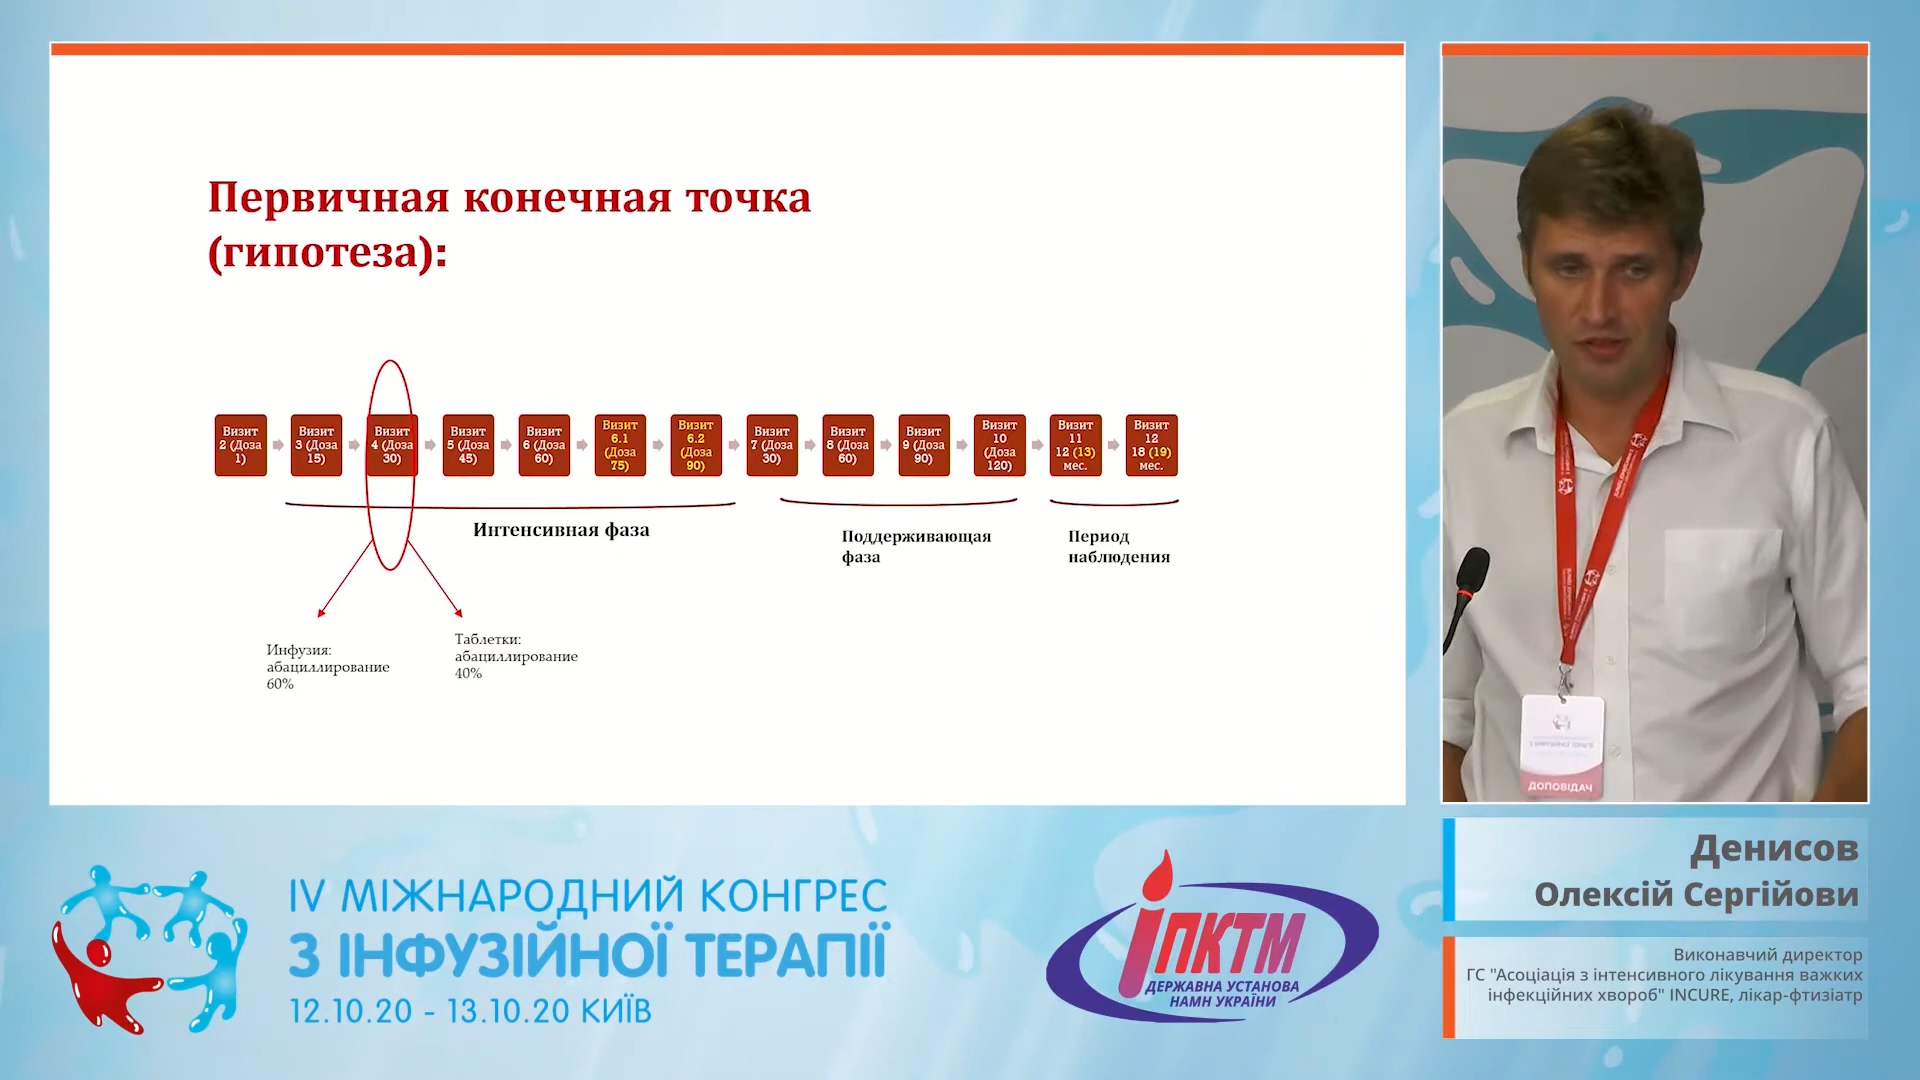 Первичная конечная точка
(гипотеза):
Визит
2 (Доза
1)
Визит
3 (Доза
15)
Визит
4 (Доза
30)
Визит
5 (Доза
45)
Визит
6 (Доза
60)
Визит
6.1
(Доза
75)
Визит
6.2
(Доза
90)
Визит
7 (Доза
30)
Визит
8 (Доза
60)
Визит
9 (Доза
90)
Визит
10
(Доза
120)
Визит
11
12 (13)
мес.
Визит
12
18 (19)
мес.
Интенсивная фаза
Поддерживающая
фаза
Период
наблюдения
Инфузия:
абациллирование
60%
Таблетки:
абациллирование
40%
ДОПОВІДАЧ
Денисов
Олексій Сергійови
Виконавчий директор
ГС "Асоціація з інтенсивного лікування важких
інфекційних хвороб" INCURE, лікар-фтизіатр
IV МІЖНАРОДНИЙ КОНГРЕС
З ІНФУЗІЙНОЇ ТЕРАПІЇ
12.10.20 - 13.10.20 КИЇВ
ІПКТМ
ДЕРЖАВНА УСТАНОВА
НАМН УКРАЇНИ